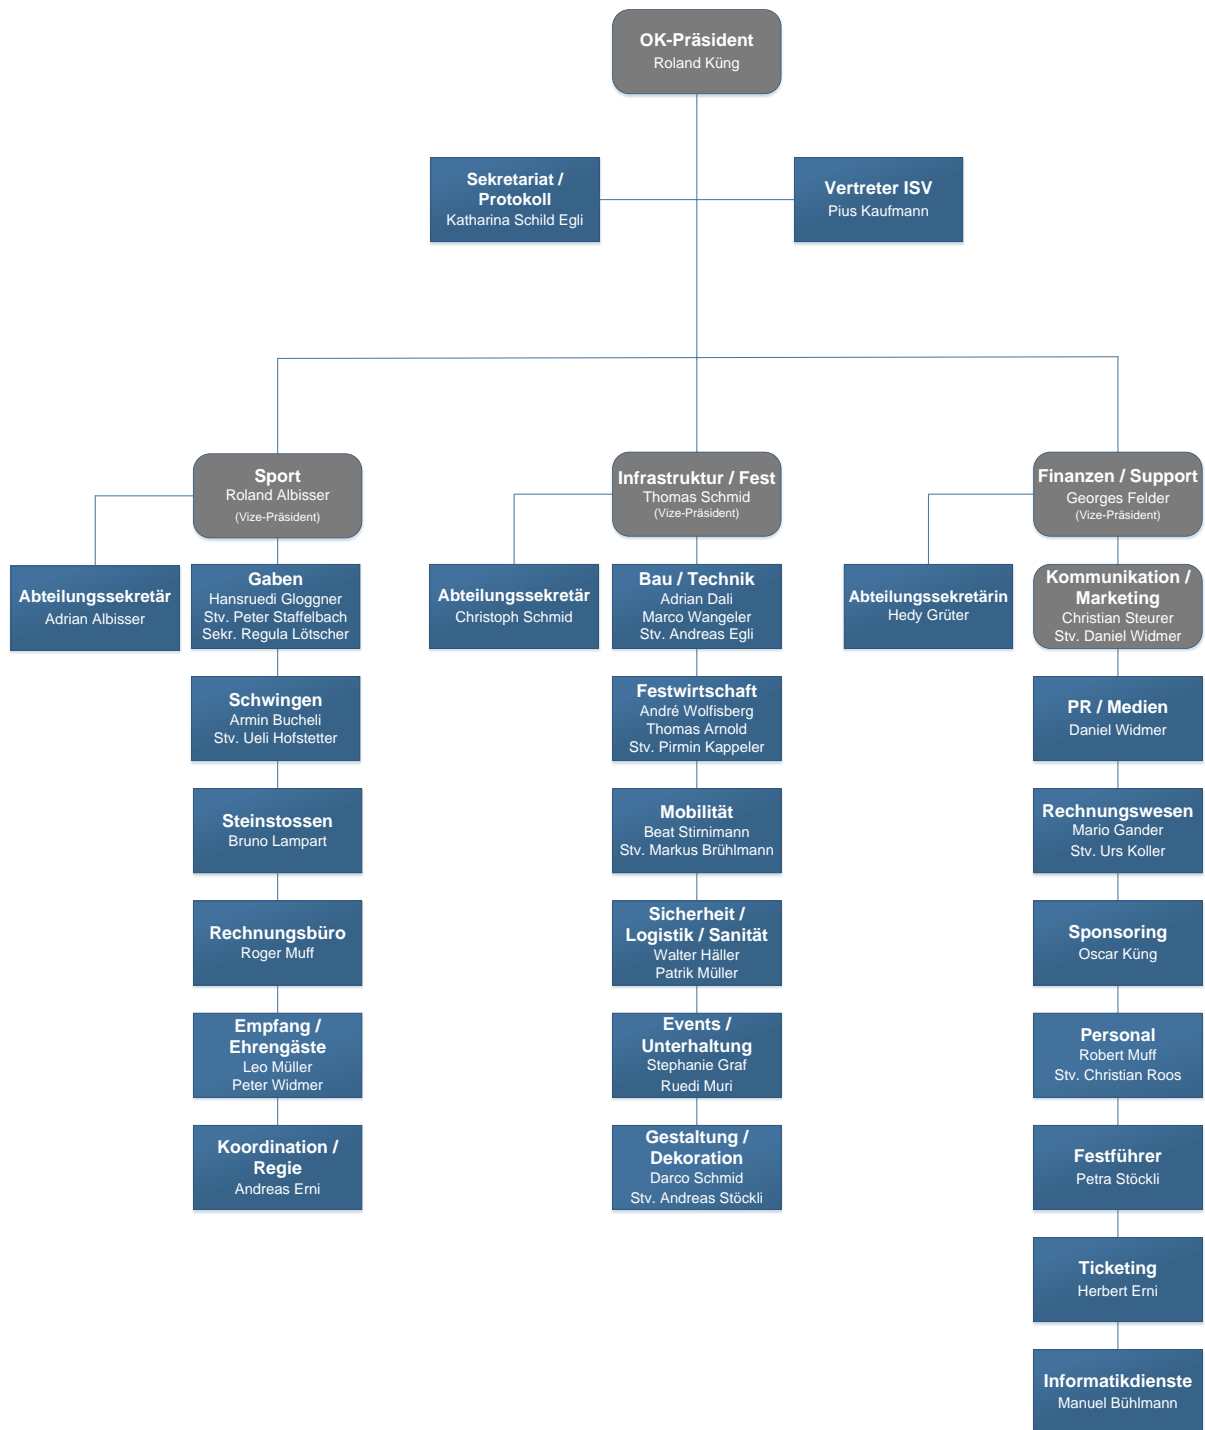 OK-Präsident
Roland Küng
Sekretariat /
Protokoll
Katharina Schild Egli
Vertreter ISV
Pius Kaufmann
Sport
Roland Albisser
(Vize-Präsident)
Abteilungssekretär
Adrian Albisser
Gaben
Hansruedi Gloggner
Stv. Peter Staffelbach
Sekr. Regula Lötscher
Schwingen
Armin Bucheli
Stv. Ueli Hofstetter
Steinstossen
Bruno Lampart
Rechnungsbüro
Roger Muff
Empfang /
Ehrengäste
Leo Müller
Peter Widmer
Koordination /
Regie
Andreas Erni
Infrastruktur / Fest
Thomas Schmid
(Vize-Präsident)
Abteilungssekretär
Christoph Schmid
Bau / Technik
Adrian Dali
Marco Wangeler
Stv. Andreas Egli
Festwirtschaft
André Wolfisberg
Thomas Arnold
Stv. Pirmin Kappeler
Mobilität
Beat Stirnimann
Stv. Markus Brühlmann
Sicherheit /
Logistik / Sanität
Walter Häller
Patrik Müller
Events /
Unterhaltung
Stephanie Graf
Ruedi Muri
Gestaltung /
Dekoration
Darco Schmid
Stv. Andreas Stöckli
Finanzen / Support
Georges Felder
(Vize-Präsident)
Abteilungssekretärin
Hedy Grüter
Kommunikation /
Marketing
Christian Steurer
Stv. Daniel Widmer
PR / Medien
Daniel Widmer
Rechnungswesen
Mario Gander
Stv. Urs Koller
Sponsoring
Oscar Küng
Personal
Robert Muff
Stv. Christian Roos
Festführer
Petra Stöckli
Ticketing
Herbert Erni
Informatikdienste
Manuel Bühlmann